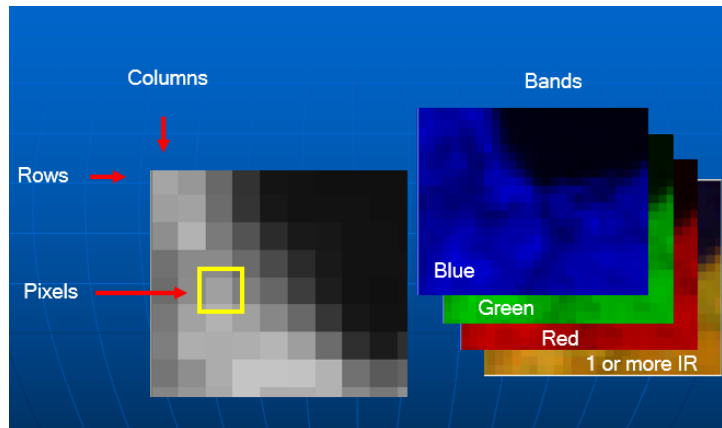 Columns
Bands
Rows
Pixels
Blue
Green
Red
1 or more IR